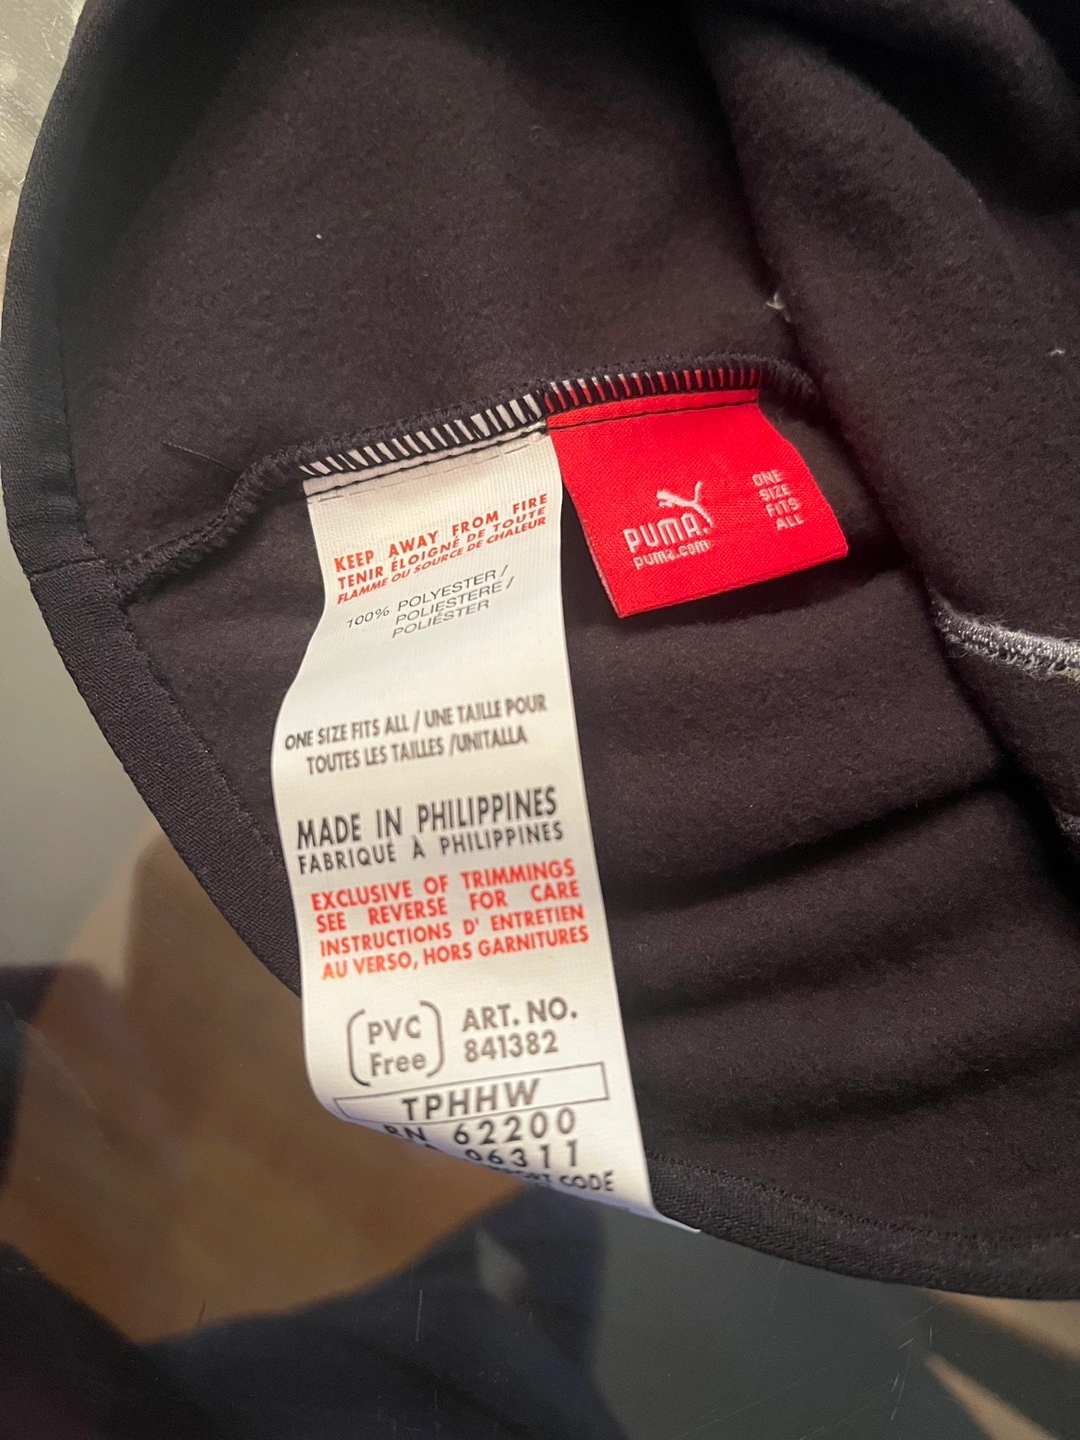 KEEP AWAY FROM FIRE
TENIR ÉLOIGNÉ DE TOUTE
FLAMME OU SOURCE DE CHALEUR
100% POLYESTER /
POLIESTERE /
POLIÉSTER
ONE SIZE FITS ALL / UNE TAILLE POUR
TOUTES LES TAILLES /UNITALLA
MADE IN PHILIPPINES
FABRIQUÉ À PHILIPPINES
EXCLUSIVE OF TRIMMINGS
SEE REVERSE FOR CARE
INSTRUCTIONS D' ENTRETIEN
AU VERSO, HORS GARNITURES
PVC
Free
ART. NO.
841382
TPHHW
RN 62200
06311
CODE
PUMA
puma.com
ONE
SIZE
FITS
ALL